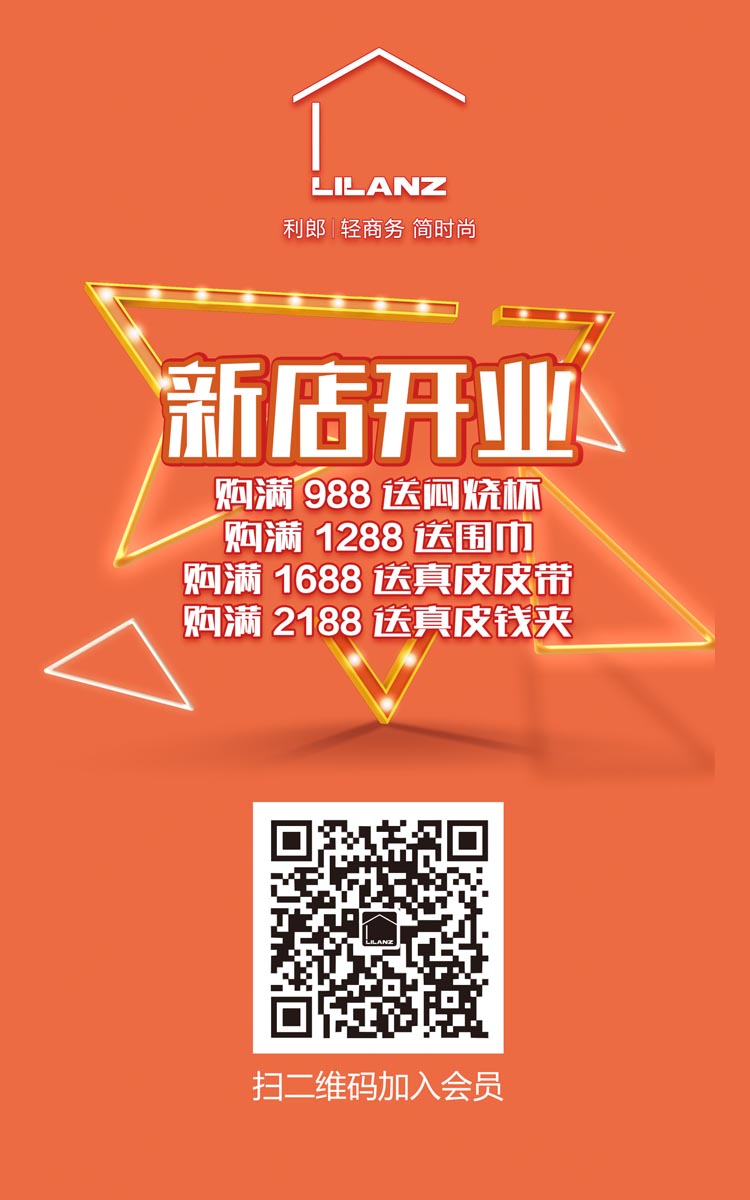 LILANZ
利郎|轻商务 简时尚
新店开业
购满 988 送闷烧杯
购满 1288 送围巾
购满 1688 送真皮皮带
购满 2188 送真皮钱夹
LILANZ
扫二维码加入会员